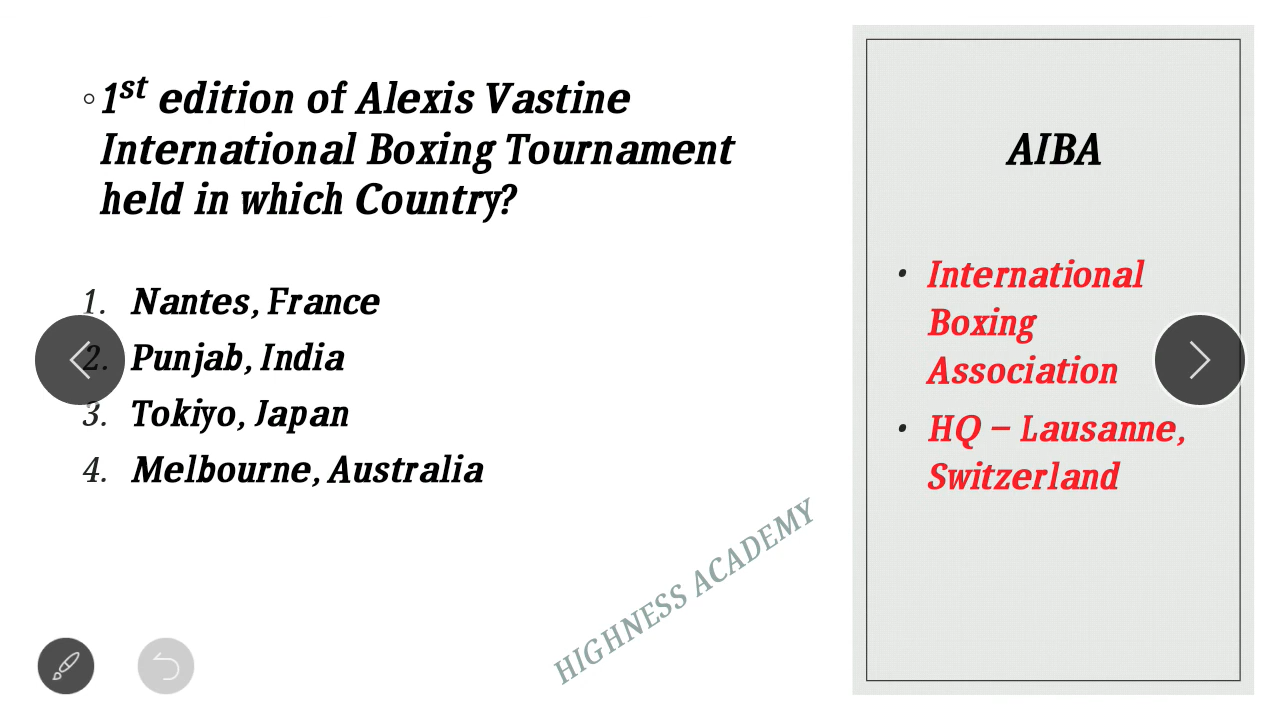 1st edition of Alexis Vastine
International Boxing Tournament
held in which Country?
1. Nantes, France
2. Punjab, India
3. Tokiyo, Japan
4. Melbourne, Australia
HIGHNESS ACADEMY
AIBA
• International
Boxing
Association
• HQ – Lausanne,
Switzerland